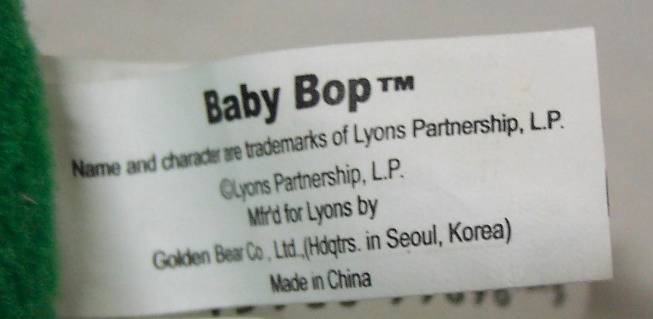 Baby Bop™
Name and character are trademarks of Lyons Partnership, L.P.
©Lyons Partnership, L.P.
Mfr'd for Lyons by
Golden Bear Co., Ltd.,(Hdqtrs. in Seoul, Korea)
Made in China